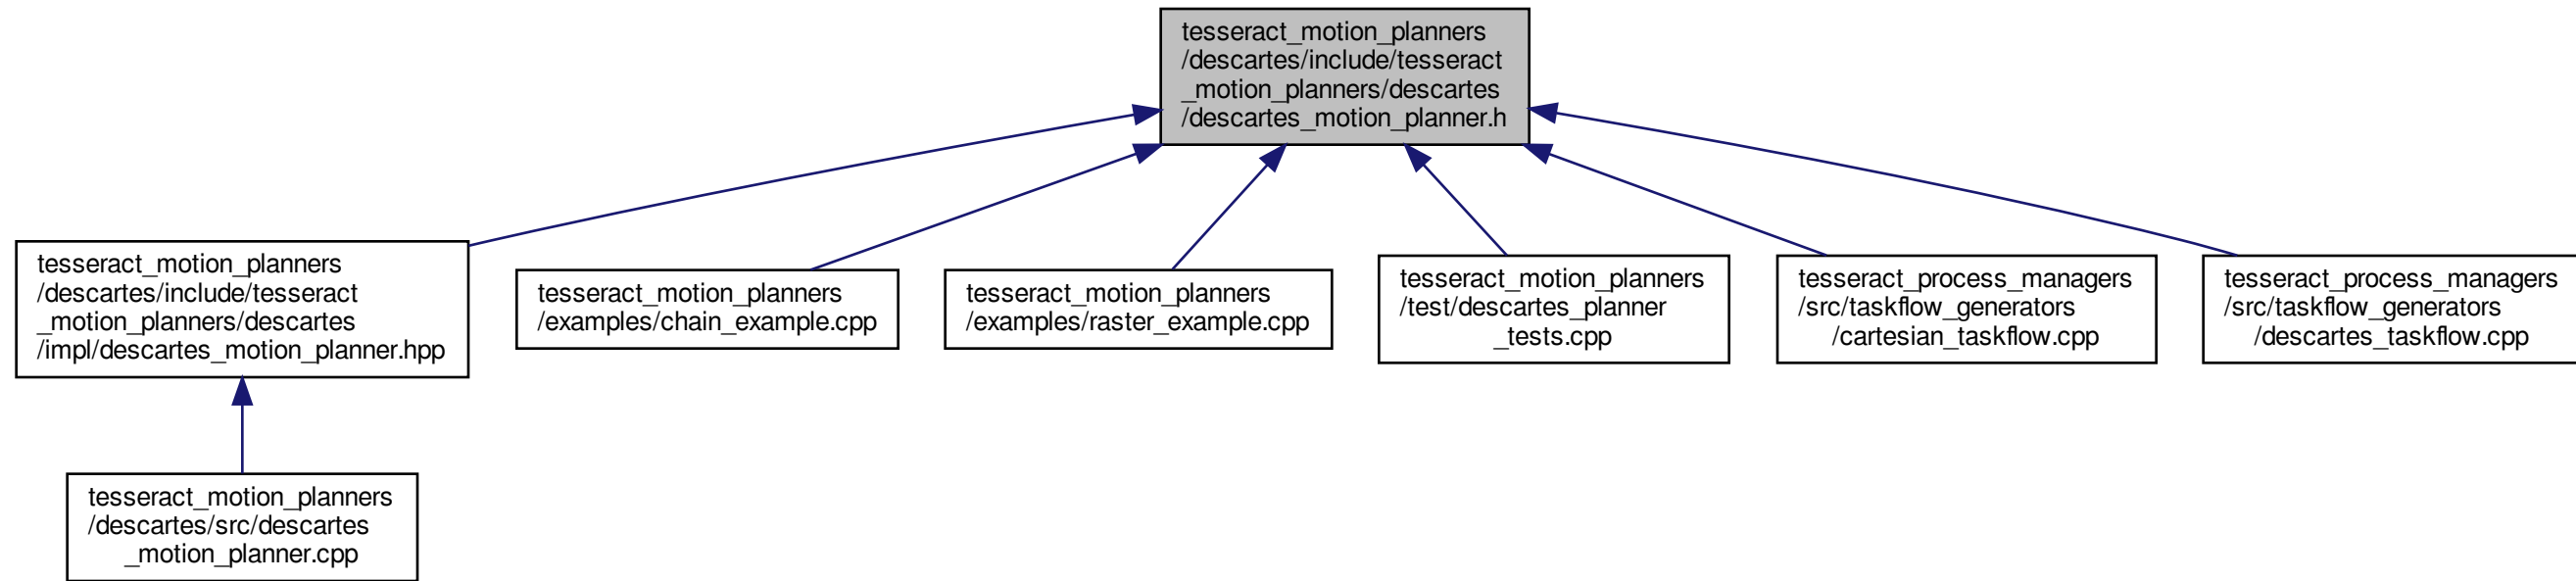 tesseract_motion_planners
/descartes/include/tesseract
_motion_planners/descartes
/descartes_motion_planner.h
tesseract_motion_planners
/descartes/include/tesseract
_motion_planners/descartes
/impl/descartes_motion_planner.hpp
tesseract_motion_planners
/examples/chain_example.cpp
tesseract_motion_planners
/examples/raster_example.cpp
tesseract_motion_planners
/test/descartes_planner
_tests.cpp
tesseract_process_managers
/src/taskflow_generators
/cartesian_taskflow.cpp
tesseract_process_managers
/src/taskflow_generators
/descartes_taskflow.cpp
tesseract_motion_planners
/descartes/src/descartes
_motion_planner.cpp